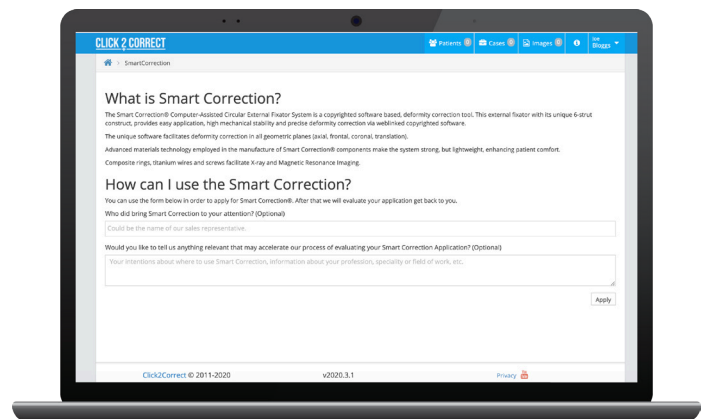 CLICK 2 CORRECT
Patients 0 Cases 0 Images 0
Bloggs
SmartCorrection
What is Smart Correction?
The Smart Correction® Computer-Assisted Circular External Fixator System is a copyrighted software based, deformity correction tool. This external fixator with its unique 6-strut
construct, provides easy application, high mechanical stability and precise deformity correction via weblinked copyrighted software.
The unique software facilitates deformity correction in all geometric planes (axial, frontal, coronal, translation).
Advanced materials technology employed in the manufacture of Smart Correction® components make the system strong, but lightweight, enhancing patient comfort.
Composite rings, titanium wires and screws facilitate X-ray and Magnetic Resonance Imaging.
How can I use the Smart Correction?
You can use the form below in order to apply for Smart Correction®. After that we will evaluate your application get back to you.
Who did bring Smart Correction to your attention? (Optional)
Could be the name of our sales representative.
Would you like to tell us anything relevant that may accelerate our process of evaluating your Smart Correction Application? (Optional)
Your intentions about where to use Smart Correction, information about your profession, speciality or field of work, etc.
Apply
Click2Correct © 2011-2020 v2020.3.1 Privacy